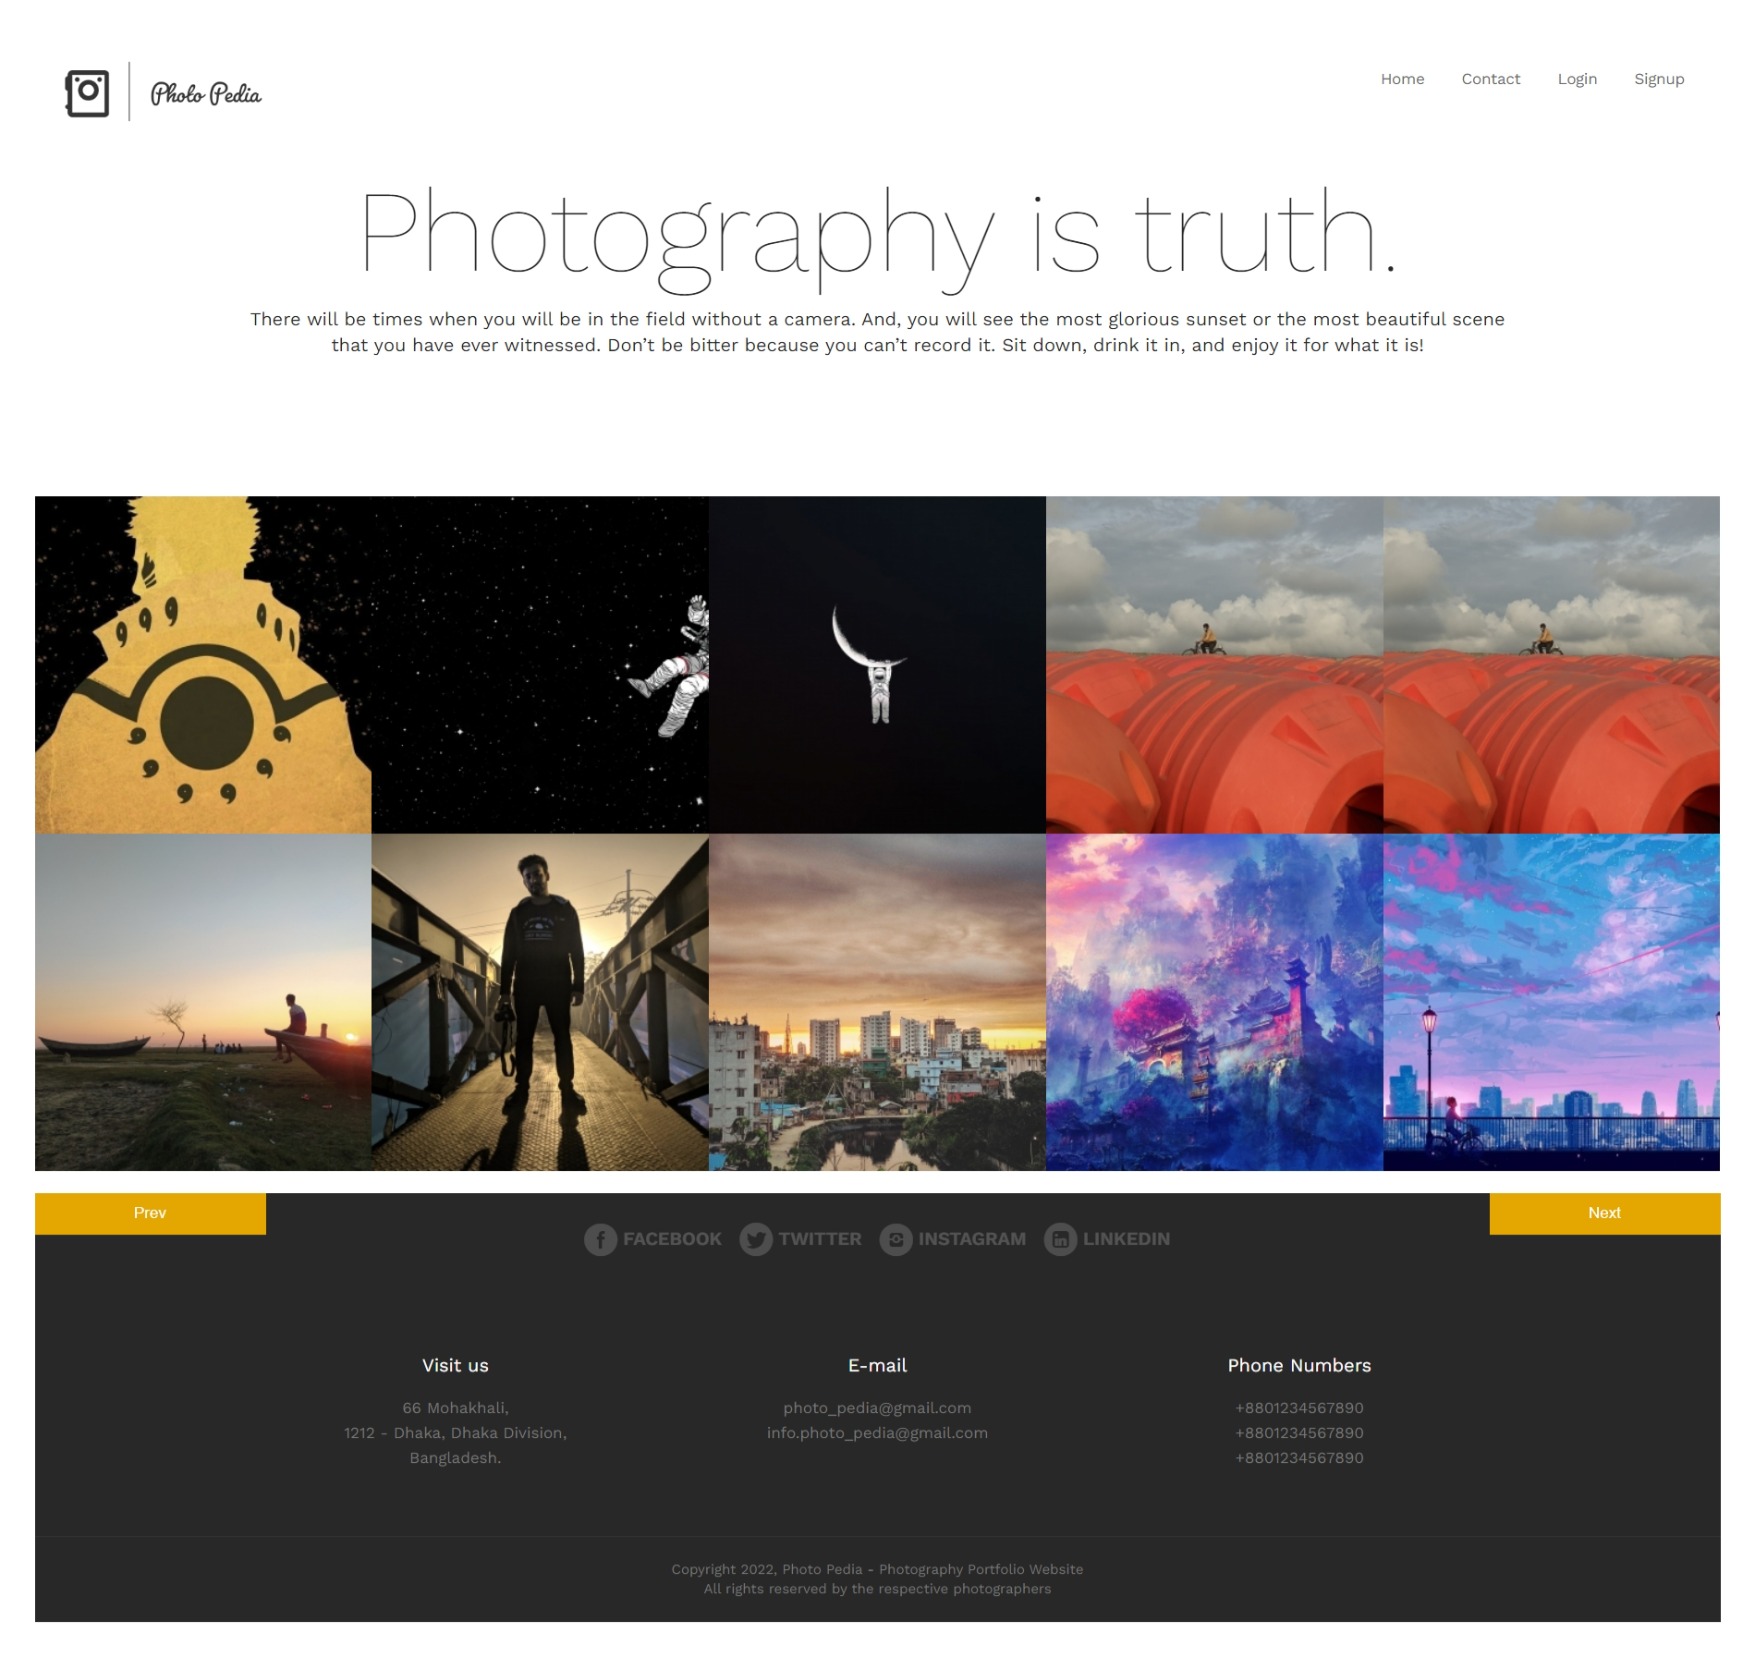 Photo Pedia
Home Contact Login Signup
Photography is truth.
There will be times when you will be in the field without a camera. And, you will see the most glorious sunset or the most beautiful scene
that you have ever witnessed. Don’t be bitter because you can’t record it. Sit down, drink it in, and enjoy it for what it is!
Prev
Next
FACEBOOK TWITTER INSTAGRAM LINKEDIN
Visit us
66 Mohakhali,
1212 - Dhaka, Dhaka Division,
Bangladesh.
E-mail
photo_pedia@gmail.com
info.photo_pedia@gmail.com
Phone Numbers
+8801234567890
+8801234567890
+8801234567890
Copyright 2022, Photo Pedia - Photography Portfolio Website
All rights reserved by the respective photographers